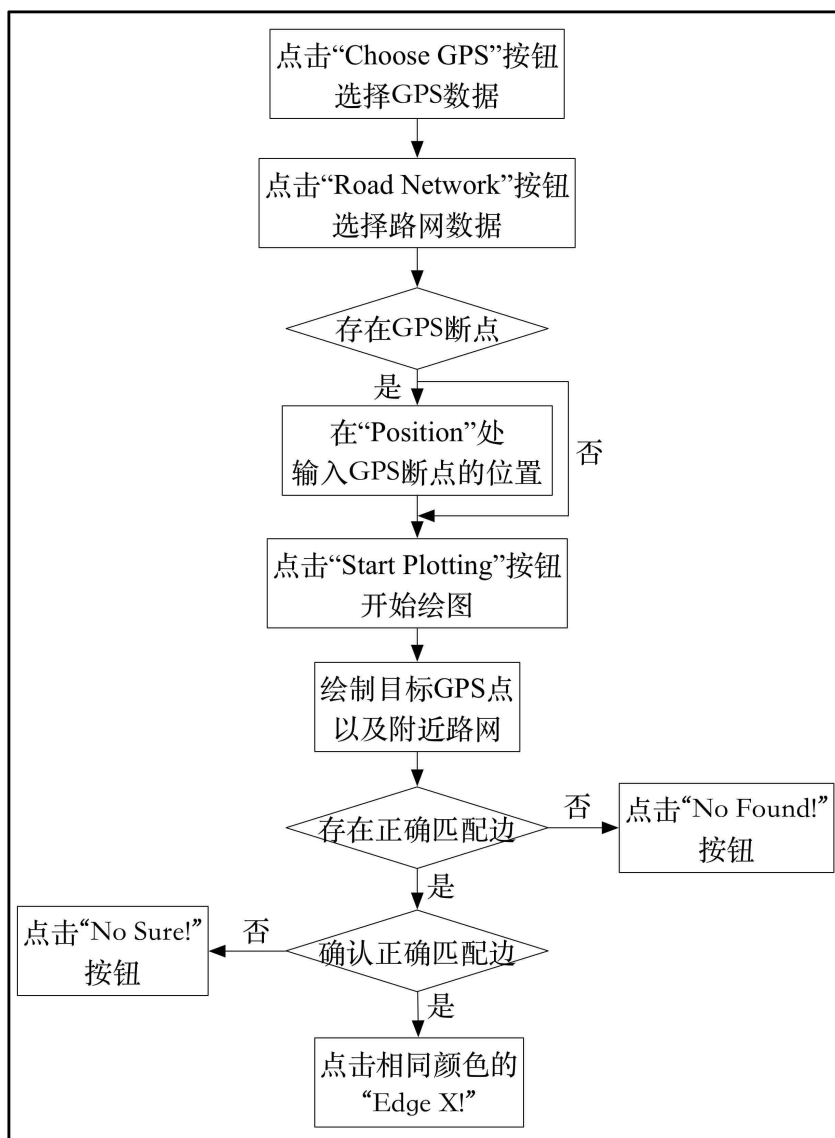 点击“Choose GPS”按钮
选择GPS数据
点击“Road Network”按钮
选择路网数据
存在GPS断点
是
在“Position”处
输入GPS断点的位置
否
点击“Start Plotting”按钮
开始绘图
绘制目标GPS点
以及附近路网
存在正确匹配边
否
点击“No Found!”
按钮
是
确认正确匹配边
否
点击“No Sure!”
按钮
是
点击相同颜色的
“Edge X!”